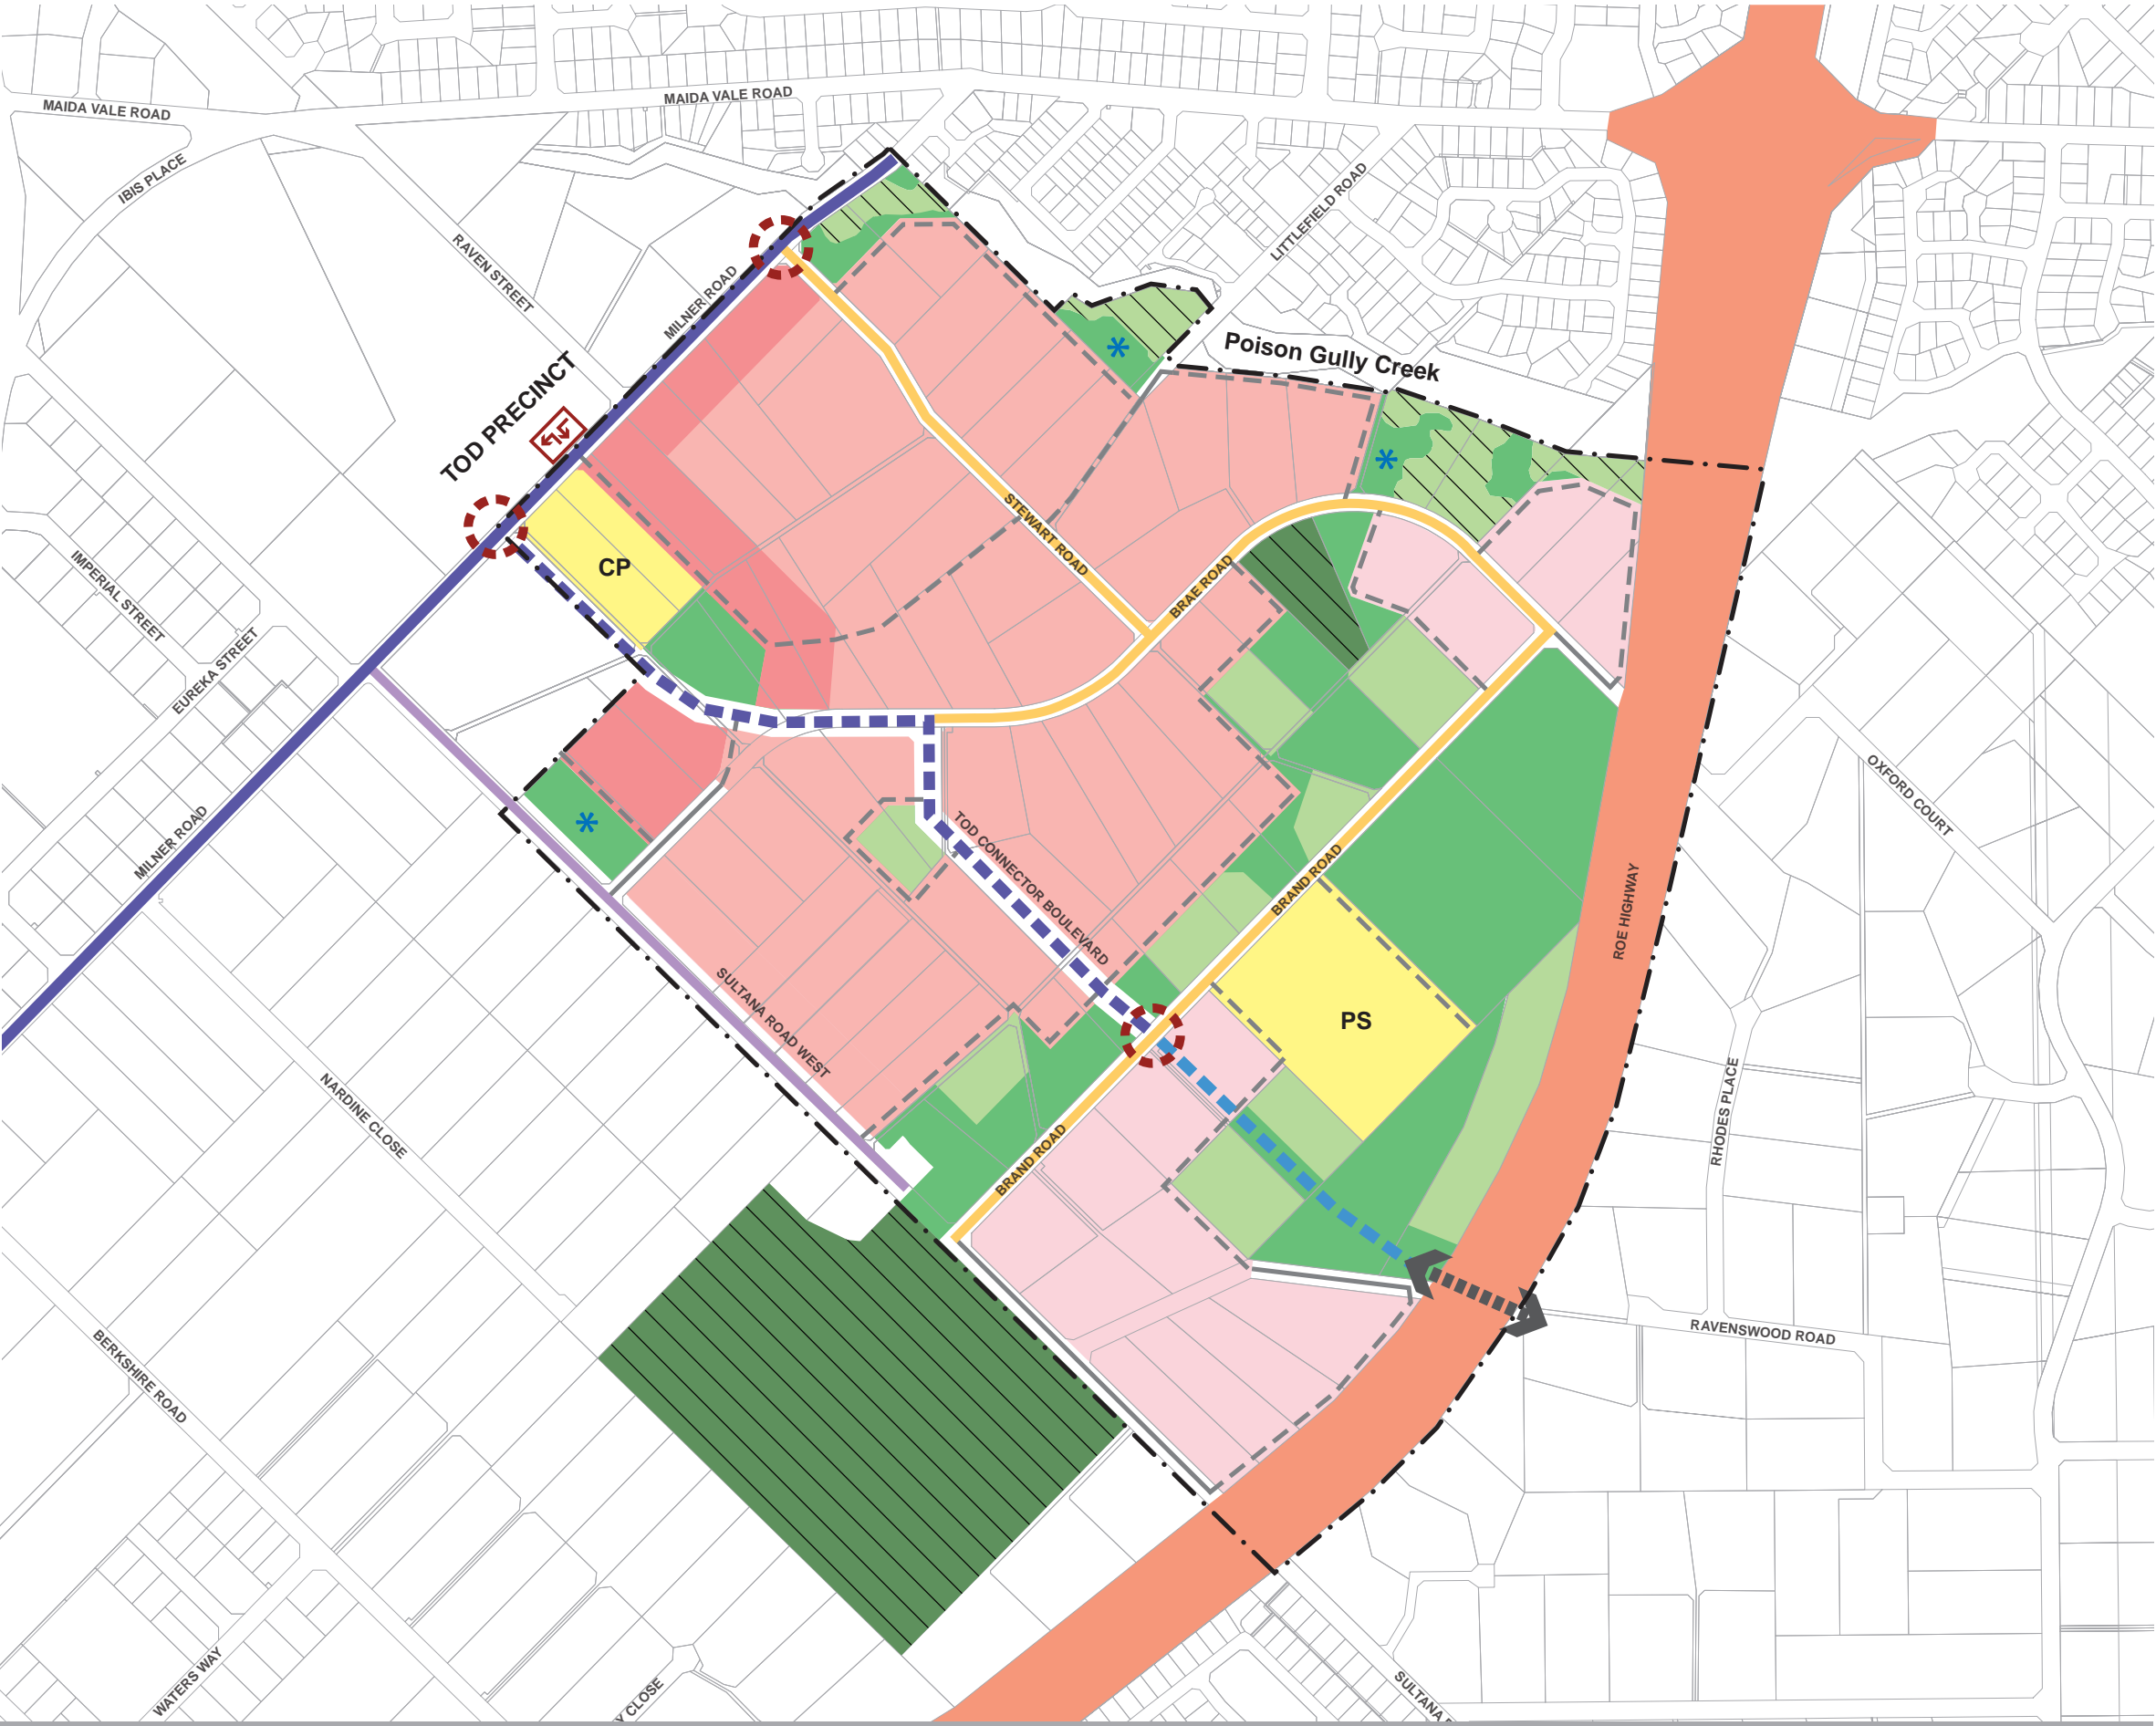 MAIDA VALE ROAD
MAIDA VALE ROAD
IBIS PLACE
RAVEN STREET
LITTLEFIELD ROAD
MILNER ROAD
Poison Gully Creek
TOD PRECINCT
STEWART ROAD
CP
BRAE ROAD
IMPERIAL STREET
EUREKA STREET
OXFORD COURT
MILNER ROAD
TOD CONNECTOR BOULEVARD
BRAND ROAD
ROE HIGHWAY
SULTANA ROAD WEST
PS
NARDINE CLOSE
RHODES PLACE
BRAND ROAD
RAVENSWOOD ROAD
BERKSHIRE ROAD
WATERS WAY
Y CLOSE
SULTANA